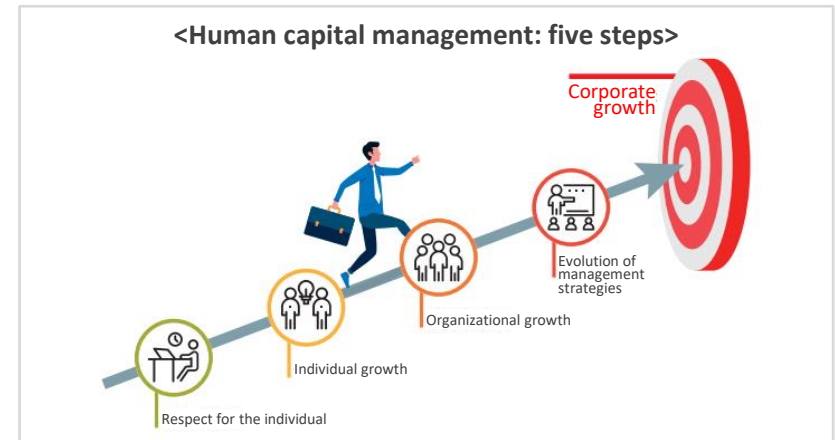 <Human capital management: five steps>
Corporate
growth
Evolution of
management
strategies
Organizational growth
Individual growth
Respect for the individual